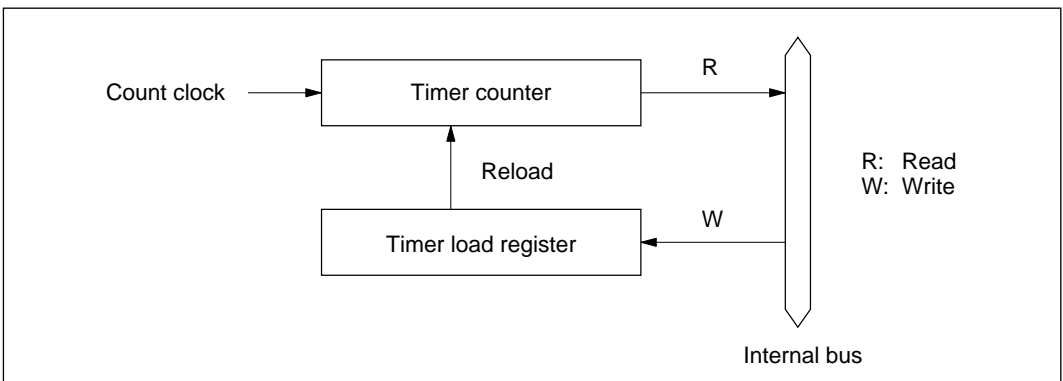 R
Count clock
Timer counter
R: Read
W: Write
Reload
W
Timer load register
Internal bus